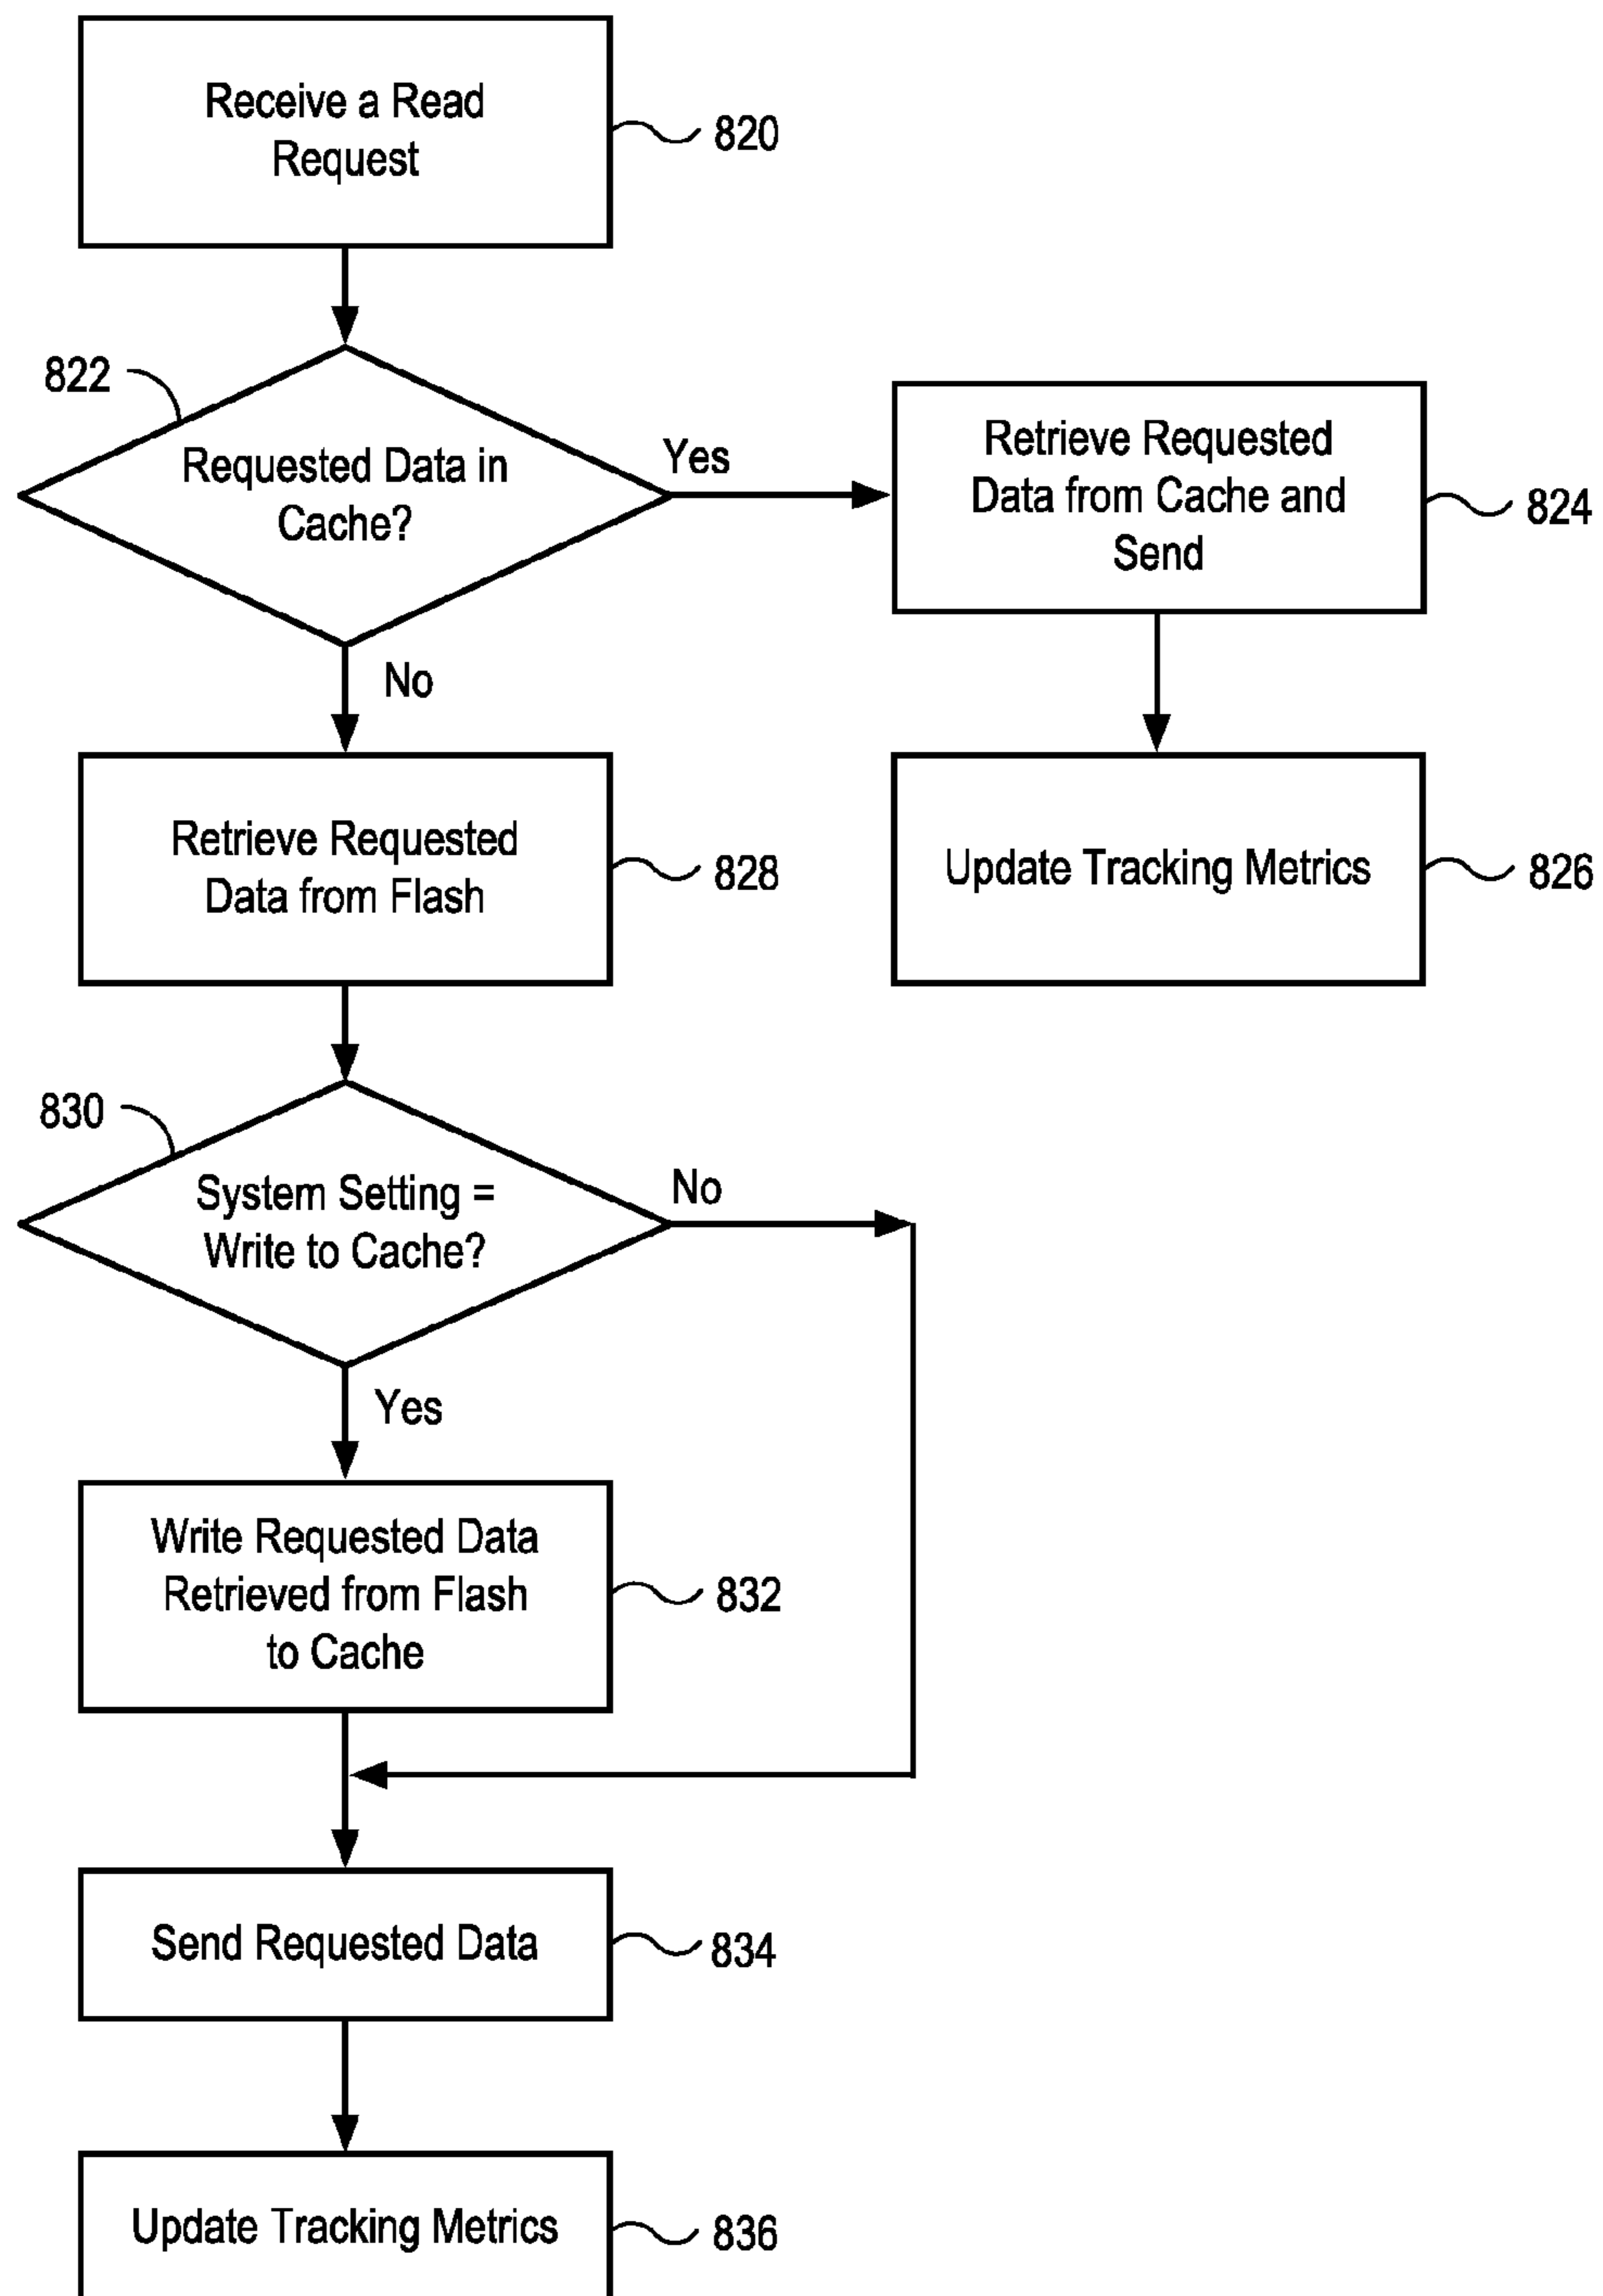 Receive a Read
Request
820
822
Requested Data in
Cache?
Yes
Retrieve Requested
Data from Cache and
Send
824
No
Retrieve Requested
Data from Flash
828
Update Tracking Metrics
826
830
System Setting =
Write to Cache?
No
Yes
Write Requested Data
Retrieved from Flash
to Cache
832
Send Requested Data
834
Update Tracking Metrics
836